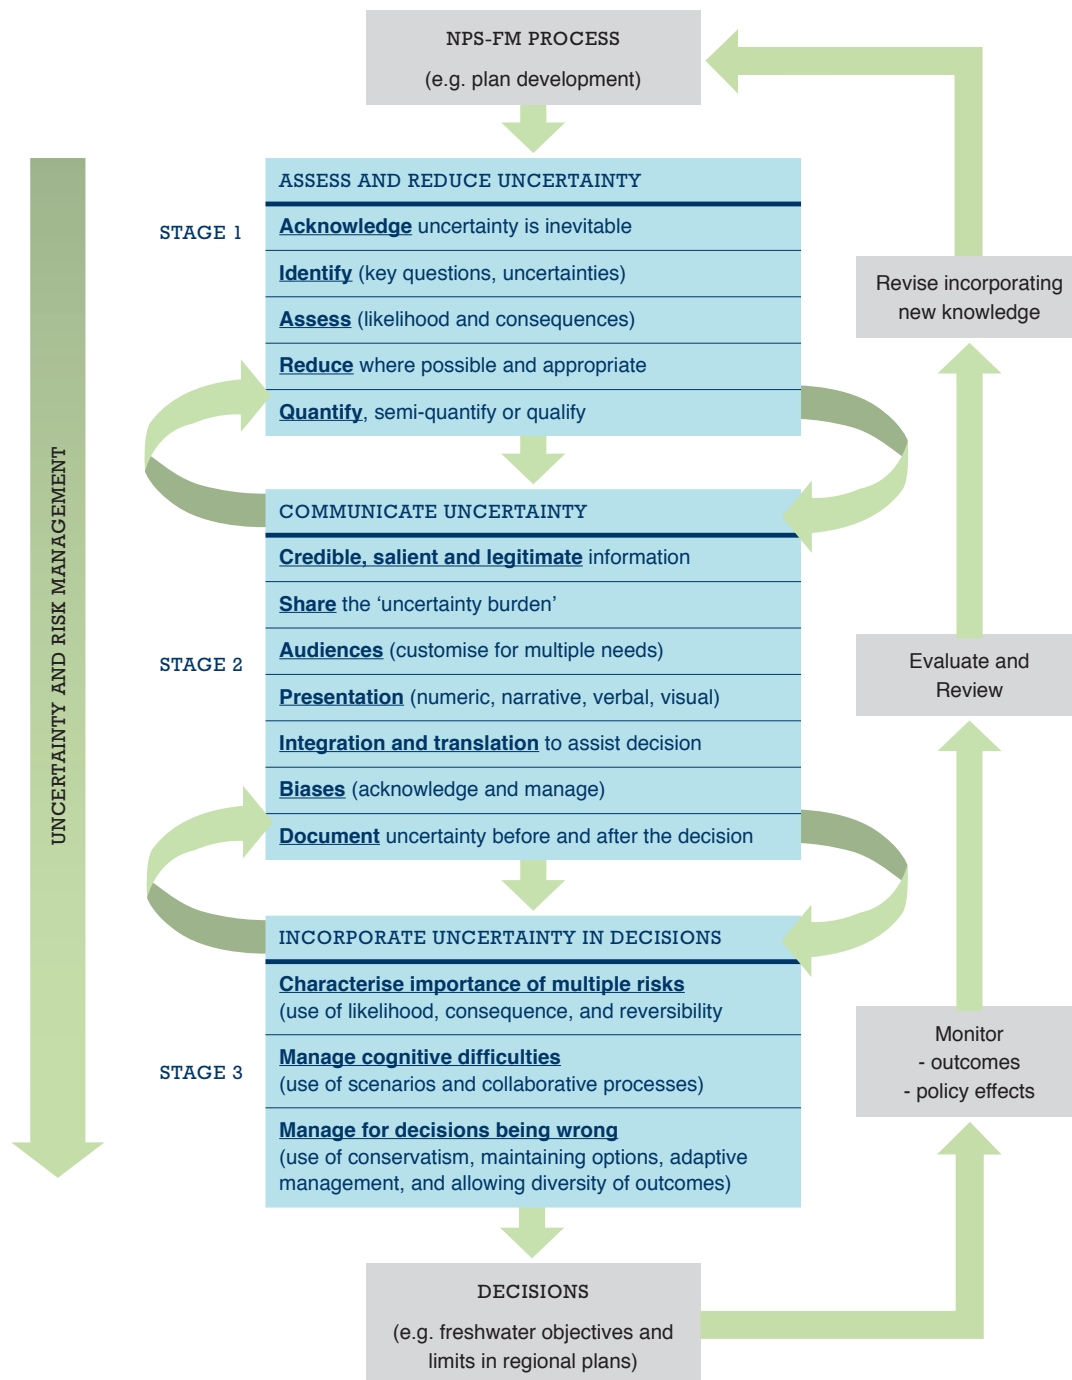 NPS-FM PROCESS
(e.g. plan development)
UNCERTAINTY AND RISK MANAGEMENT
STAGE 1
ASSESS AND REDUCE UNCERTAINTY
Acknowledge uncertainty is inevitable
Identify (key questions, uncertainties)
Assess (likelihood and consequences)
Reduce where possible and appropriate
Quantify, semi-quantify or qualify
STAGE 2
COMMUNICATE UNCERTAINTY
Credible, salient and legitimate information
Share the ‘uncertainty burden’
Audiences (customise for multiple needs)
Presentation (numeric, narrative, verbal, visual)
Integration and translation to assist decision
Biases (acknowledge and manage)
Document uncertainty before and after the decision
STAGE 3
INCORPORATE UNCERTAINTY IN DECISIONS
Characterise importance of multiple risks
(use of likelihood, consequence, and reversibility
Manage cognitive difficulties
(use of scenarios and collaborative processes)
Manage for decisions being wrong
(use of conservatism, maintaining options, adaptive
management, and allowing diversity of outcomes)
DECISIONS
(e.g. freshwater objectives and
limits in regional plans)
Monitor
- outcomes
- policy effects
Evaluate and
Review
Revise incorporating
new knowledge